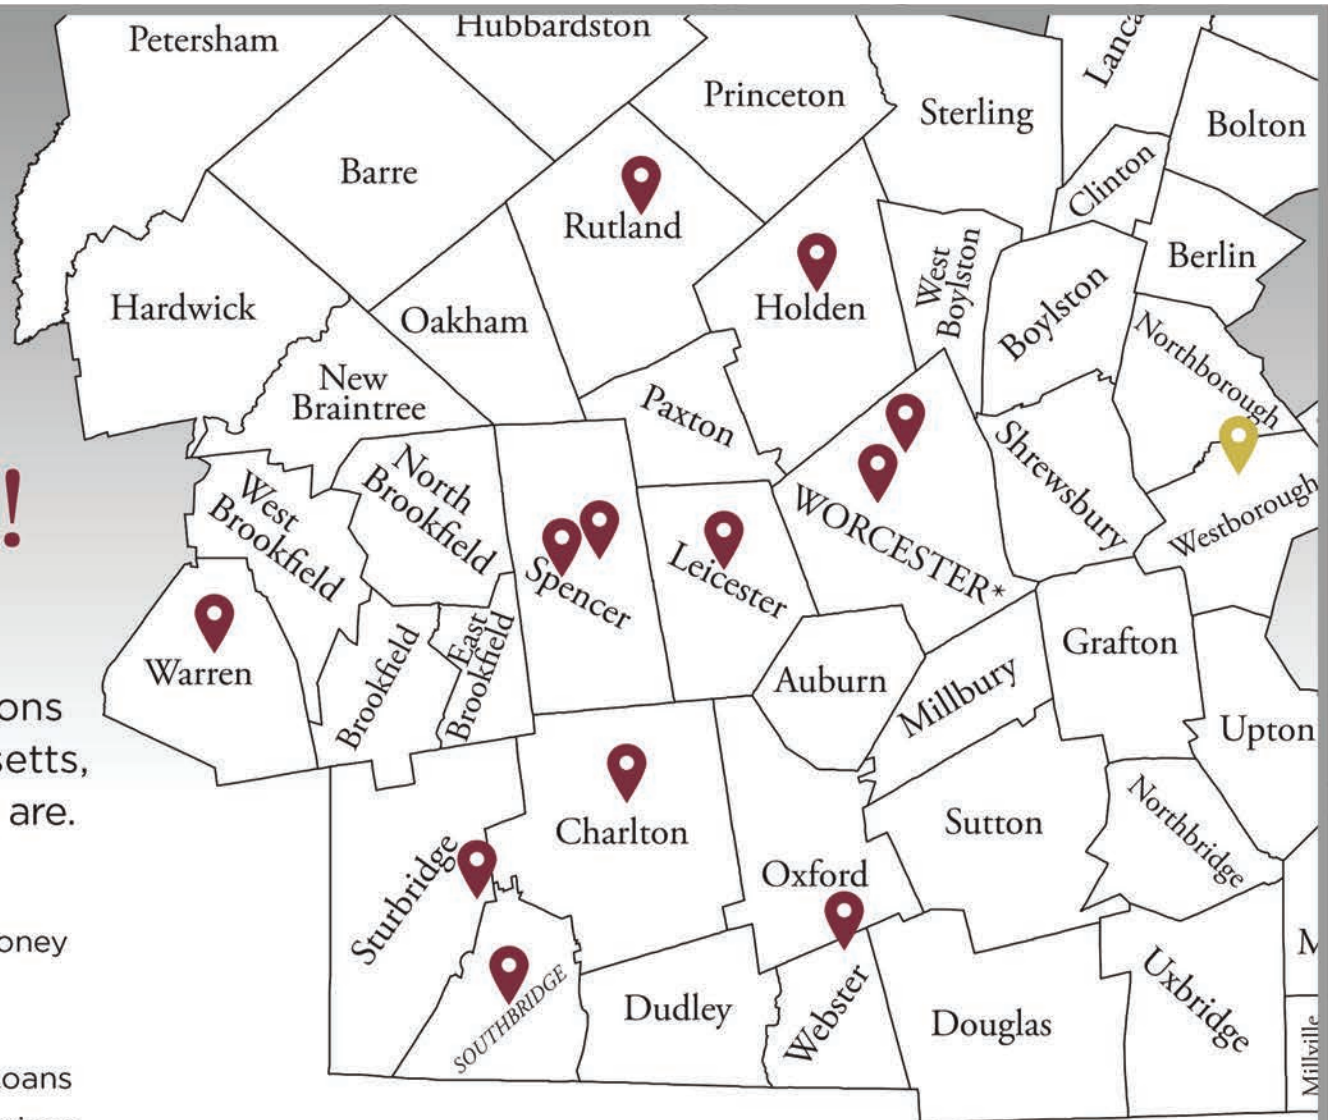 Petersham
Hubbardston
Princeton
Sterling
Lanca
Bolton
Barre
Clinton
Rutland
Berlin
West
Boylston
Hardwick
Oakham
Holden
Boylston
Northborough
New
Braintree
Paxton
Shrewsbury
North
Brookfield
West
Brookfield
WORCESTER*
Westborough
!
Spencer
Leicester
Warren
East
Brookfield
Brookfield
Auburn
Millbury
Grafton
Upton
ons
setts,
are.
Charlton
Sutton
Northbridge
Sturbridge
Oxford
oney
SOUTHBRIDGE
Dudley
Webster
Douglas
Uxbridge
M
Millville
oans